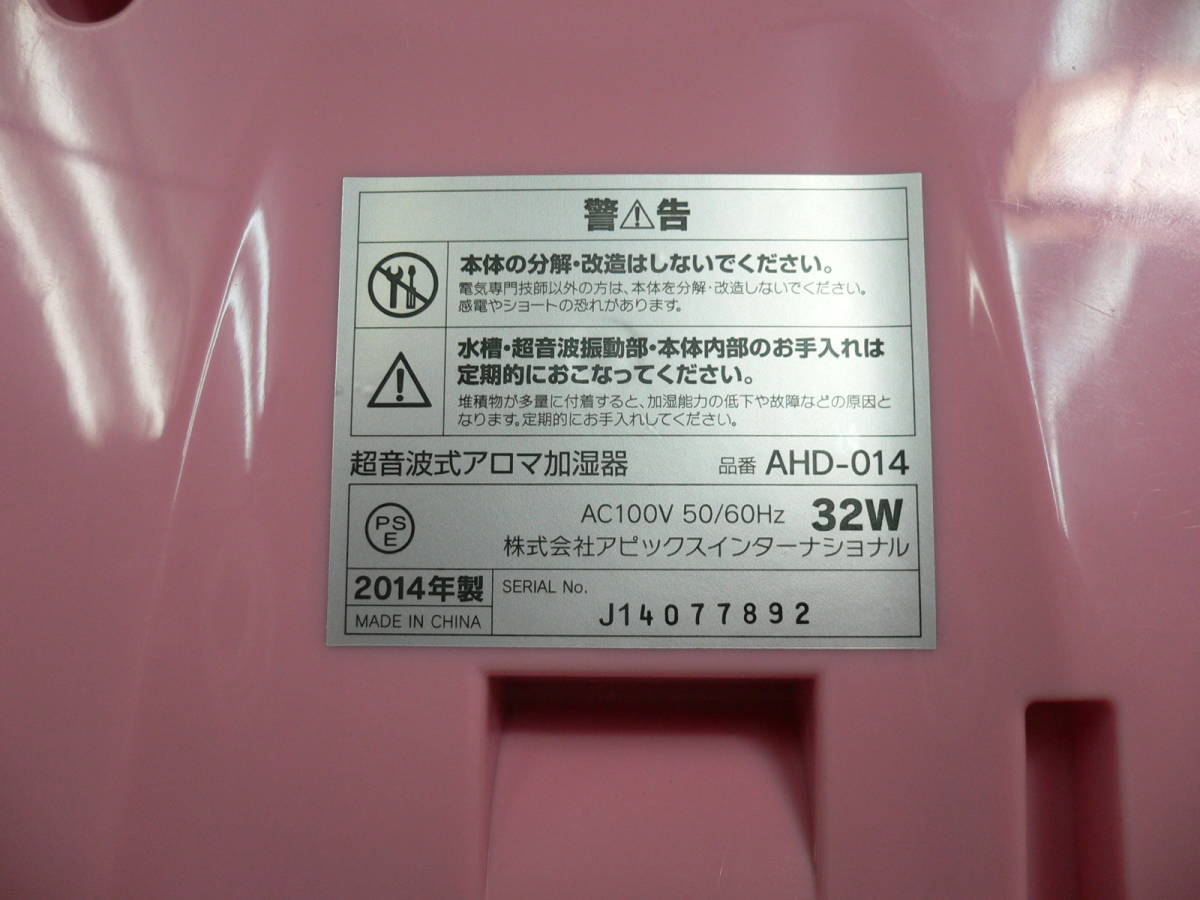 警⚠告
本体の分解・改造はしないでください。
電気専門技師以外の方は、本体を分解・改造しないでください。
感電やショートの恐れがあります。
水槽・超音波振動部・本体内部のお手入れは
定期的におこなってください。
堆積物が多量に付着すると、加湿能力の低下や故障などの原因と
なります。定期的にお手入れしてください。
超音波式アロマ加湿器 品番 AHD-014
PS
E
AC100V 50/60Hz 32W
株式会社アピックスインターナショナル
2014年製
MADE IN CHINA
SERIAL No.
J14077892